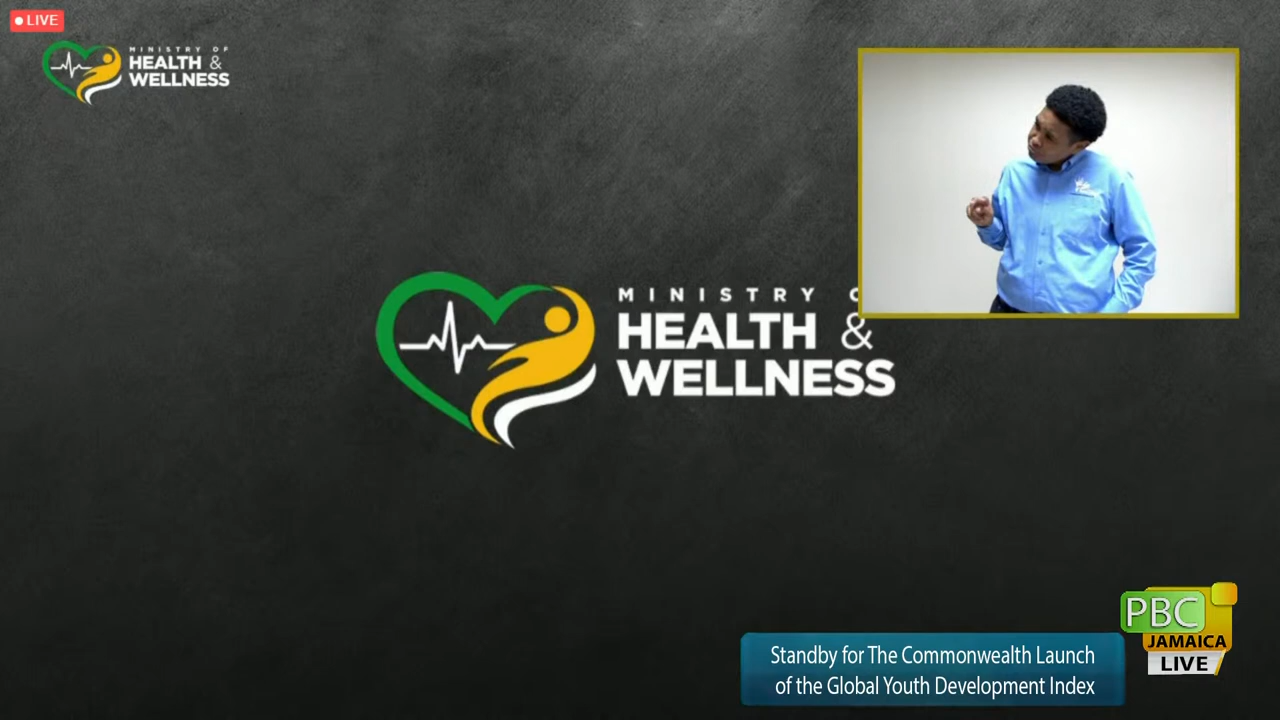 LIVE
MINISTRY OF
HEALTH &
WELLNESS
MINISTRY
HEALTH &
WELLNESS
PBC
JAMAICA
LIVE
Standby for The Commonwealth Launch
of the Global Youth Development Index